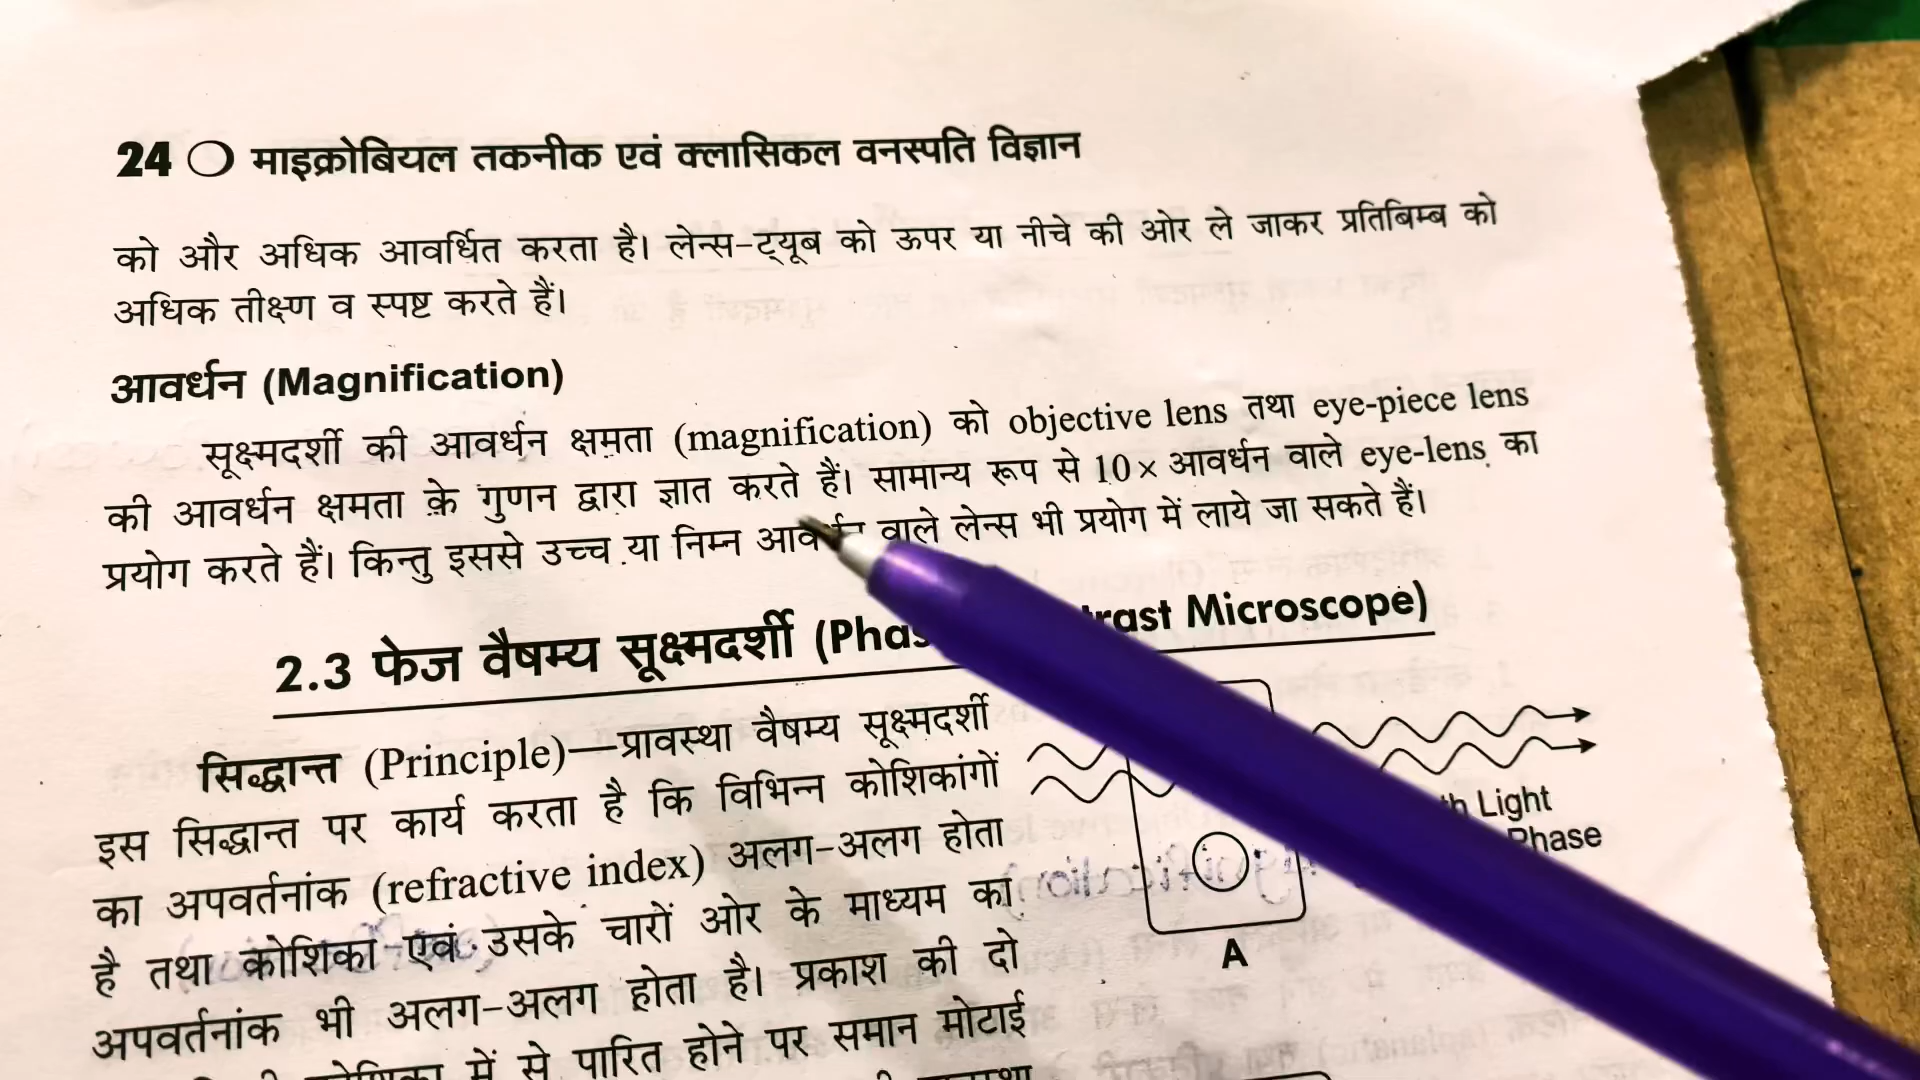 24 ○ माइक्रोबियल तकनीक एवं क्लासिकल वनस्पति विज्ञान
को और अधिक आवर्धित करता है। लेन्स-ट्यूब को ऊपर या नीचे की ओर ले जाकर प्रतिबिम्ब को
अधिक तीक्ष्ण व स्पष्ट करते हैं।
आवर्धन (Magnification)
सूक्ष्मदर्शी की आवर्धन क्षमता (magnification) को objective lens तथा eye-piece lens
की आवर्धन क्षमता के गुणन द्वारा ज्ञात करते हैं। सामान्य रूप से 10× आवर्धन वाले eye-lens का
प्रयोग करते हैं। किन्तु इससे उच्च या निम्न वाले लेन्स भी प्रयोग में लाये जा सकते हैं।
2.3 फेज वैषम्य सूक्ष्मदर्शी (Phas trast Microscope)
सिद्धान्त (Principle)—प्रावस्था वैषम्य सूक्ष्मदर्शी
इस सिद्धान्त पर कार्य करता है कि विभिन्न कोशिकांगों
का अपवर्तनांक (refractive index) अलग-अलग होता
है तथा कोशिका एवं उसके चारों ओर के माध्यम का
अपवर्तनांक भी अलग-अलग होता है। प्रकाश की दो
में से पारित होने पर समान मोटाई
Light
Phase
A